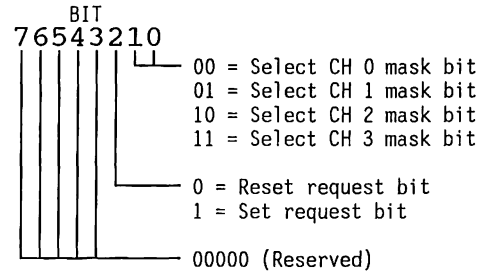 BIT
76543210
00 = Select CH 0 mask bit
01 = Select CH 1 mask bit
10 = Select CH 2 mask bit
11 = Select CH 3 mask bit
0 = Reset request bit
1 = Set request bit
00000 (Reserved)